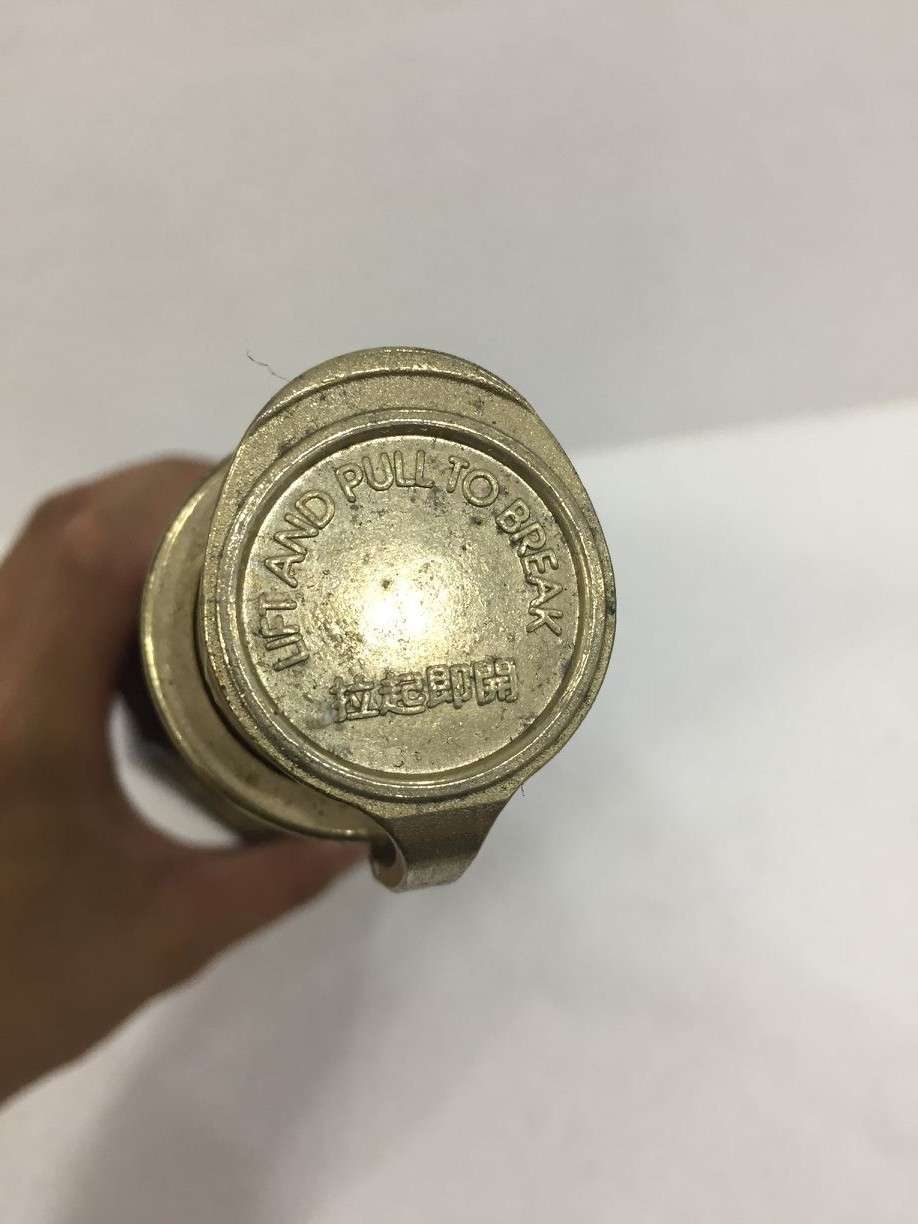 LIFT AND PULL TO BREAK
拉起即開